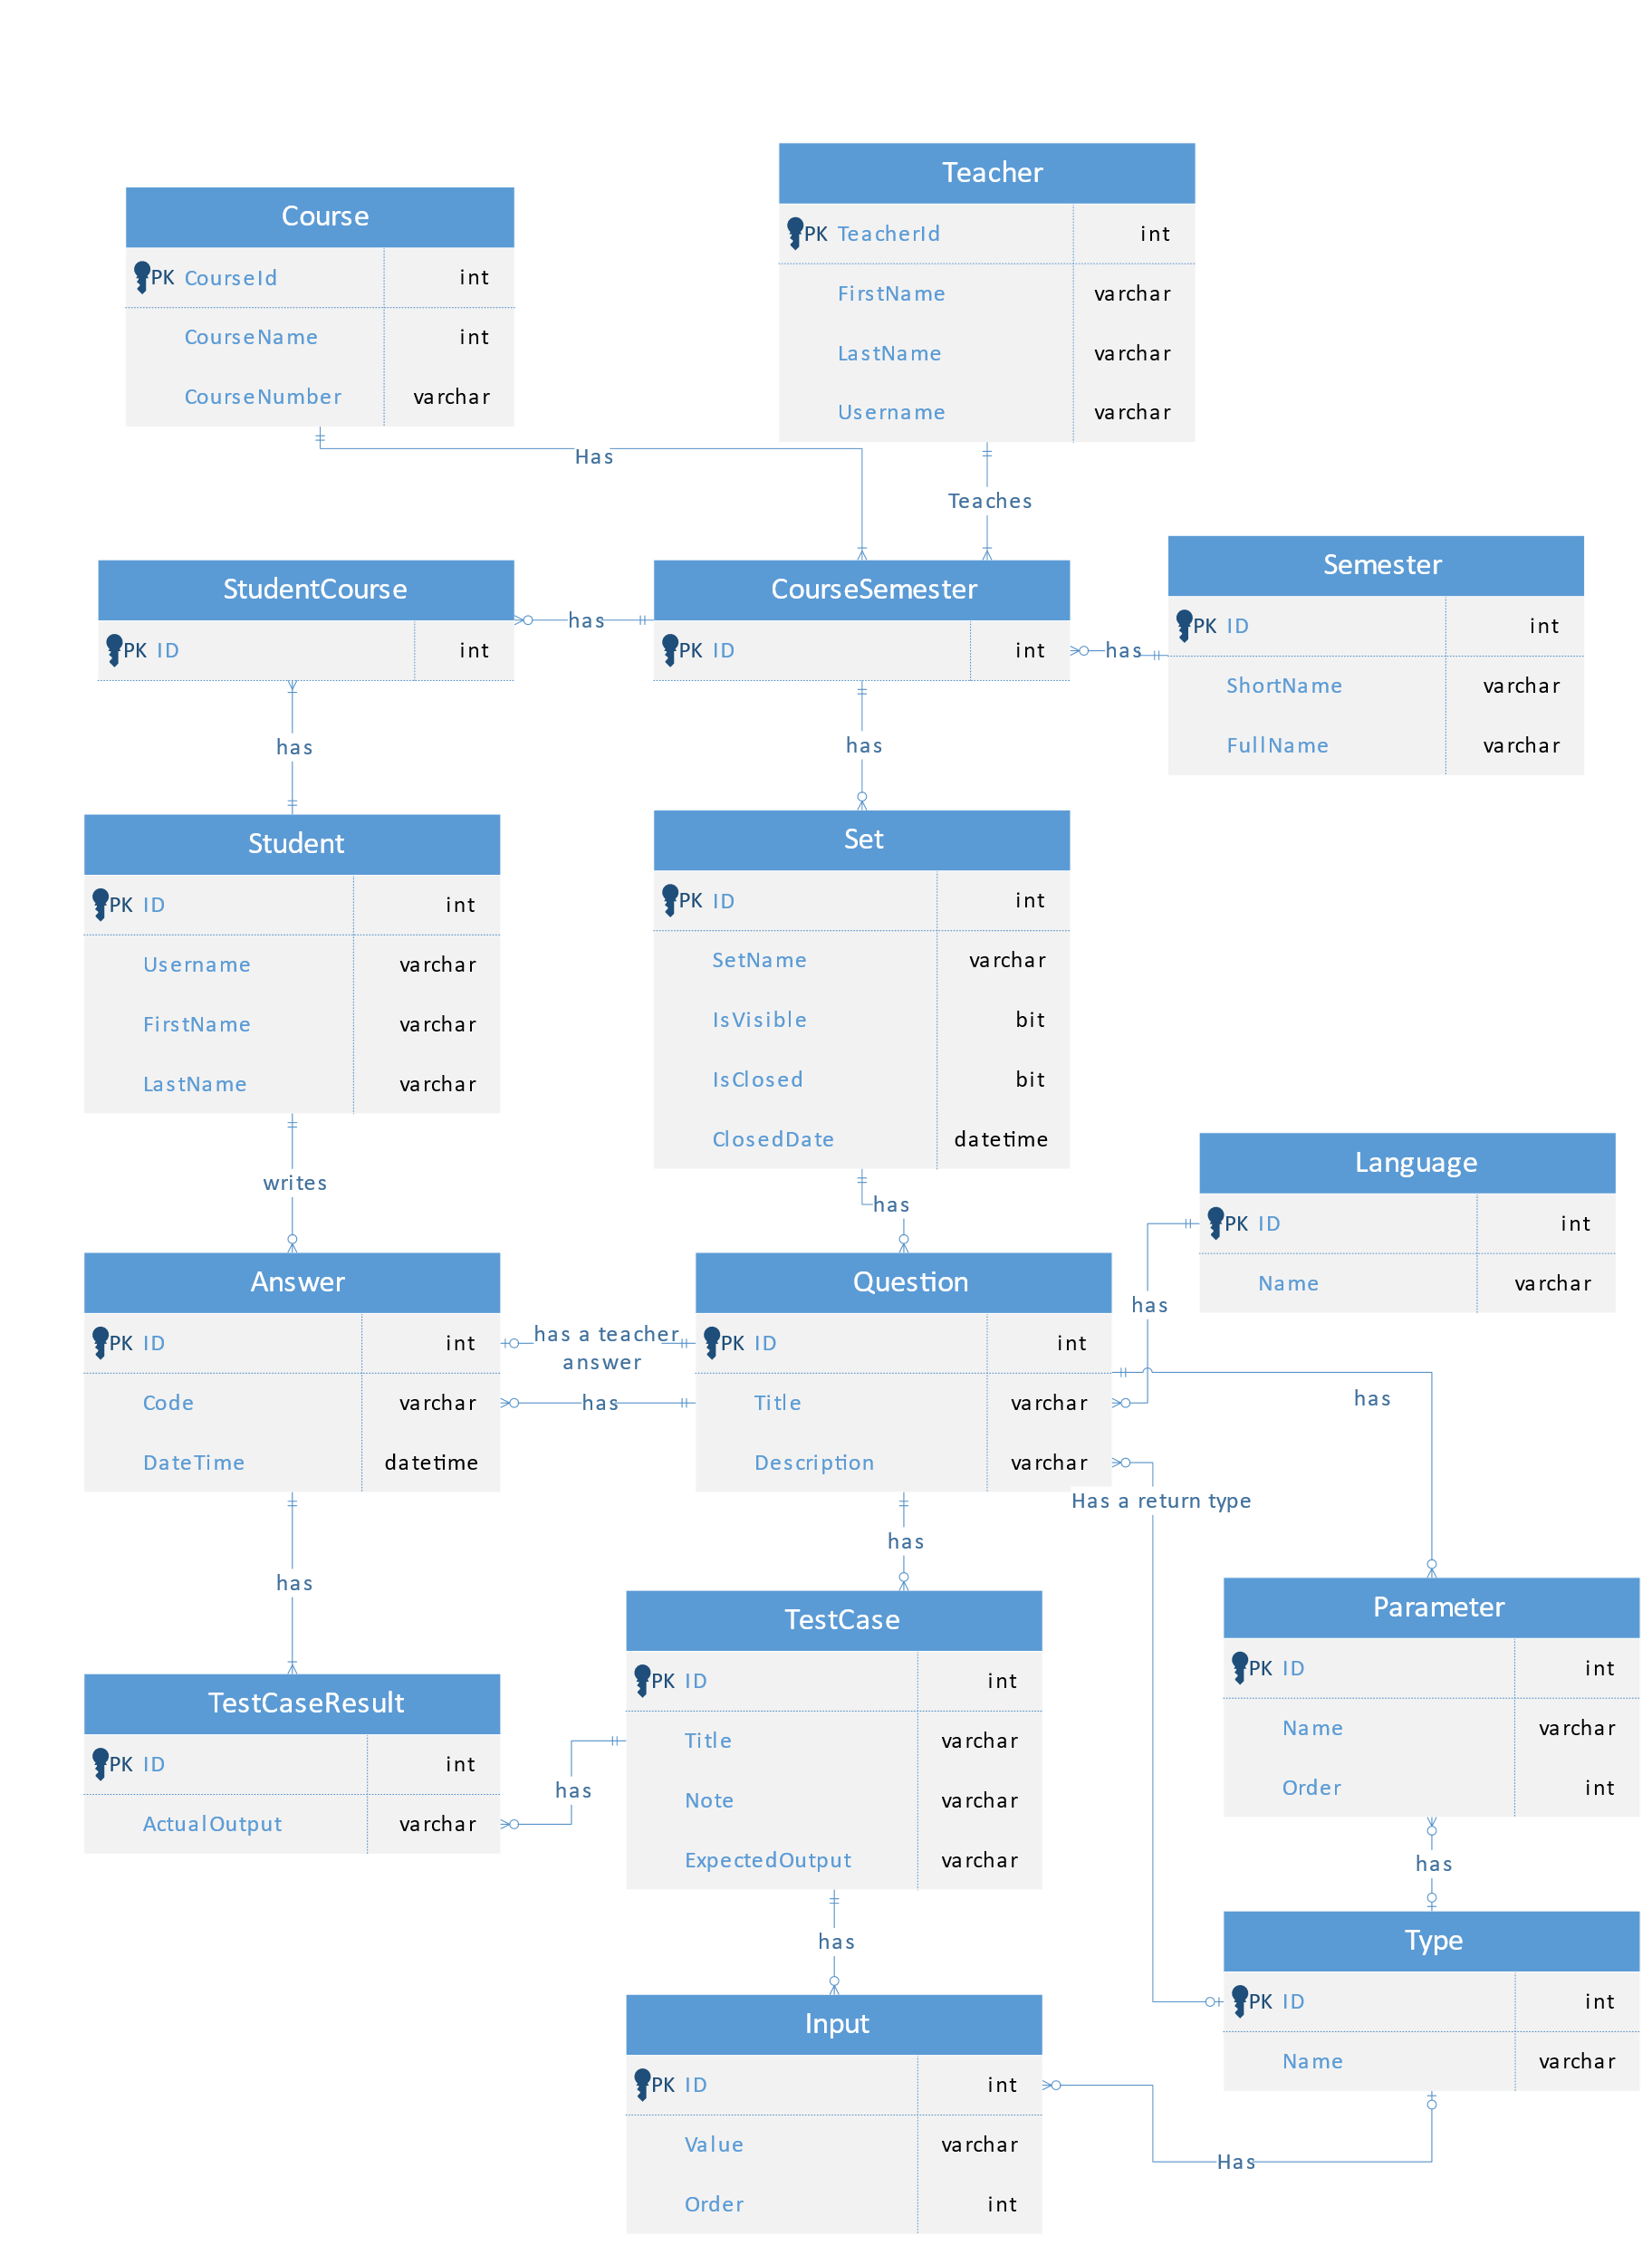 Teacher
PK TeacherId int
FirstName varchar
LastName varchar
Username varchar
Course
PK CourseId int
CourseName int
CourseNumber varchar
Has
Teaches
StudentCourse
PK ID int
has
CourseSemester
PK ID int
has
Semester
PK ID int
ShortName varchar
FullName varchar
has
has
Student
PK ID int
Username varchar
FirstName varchar
LastName varchar
Set
PK ID int
SetName varchar
IsVisible bit
IsClosed bit
ClosedDate datetime
writes
has
Language
PK ID int
Name varchar
has
Answer
PK ID int
Code varchar
DateTime datetime
has a teacher
answer
has
Question
PK ID int
Title varchar
Description varchar
has
Has a return type
has
has
TestCase
PK ID int
Title varchar
Note varchar
ExpectedOutput varchar
Parameter
PK ID int
Name varchar
Order int
TestCaseResult
PK ID int
ActualOutput varchar
has
has
has
Type
PK ID int
Name varchar
Input
PK ID int
Value varchar
Order int
Has